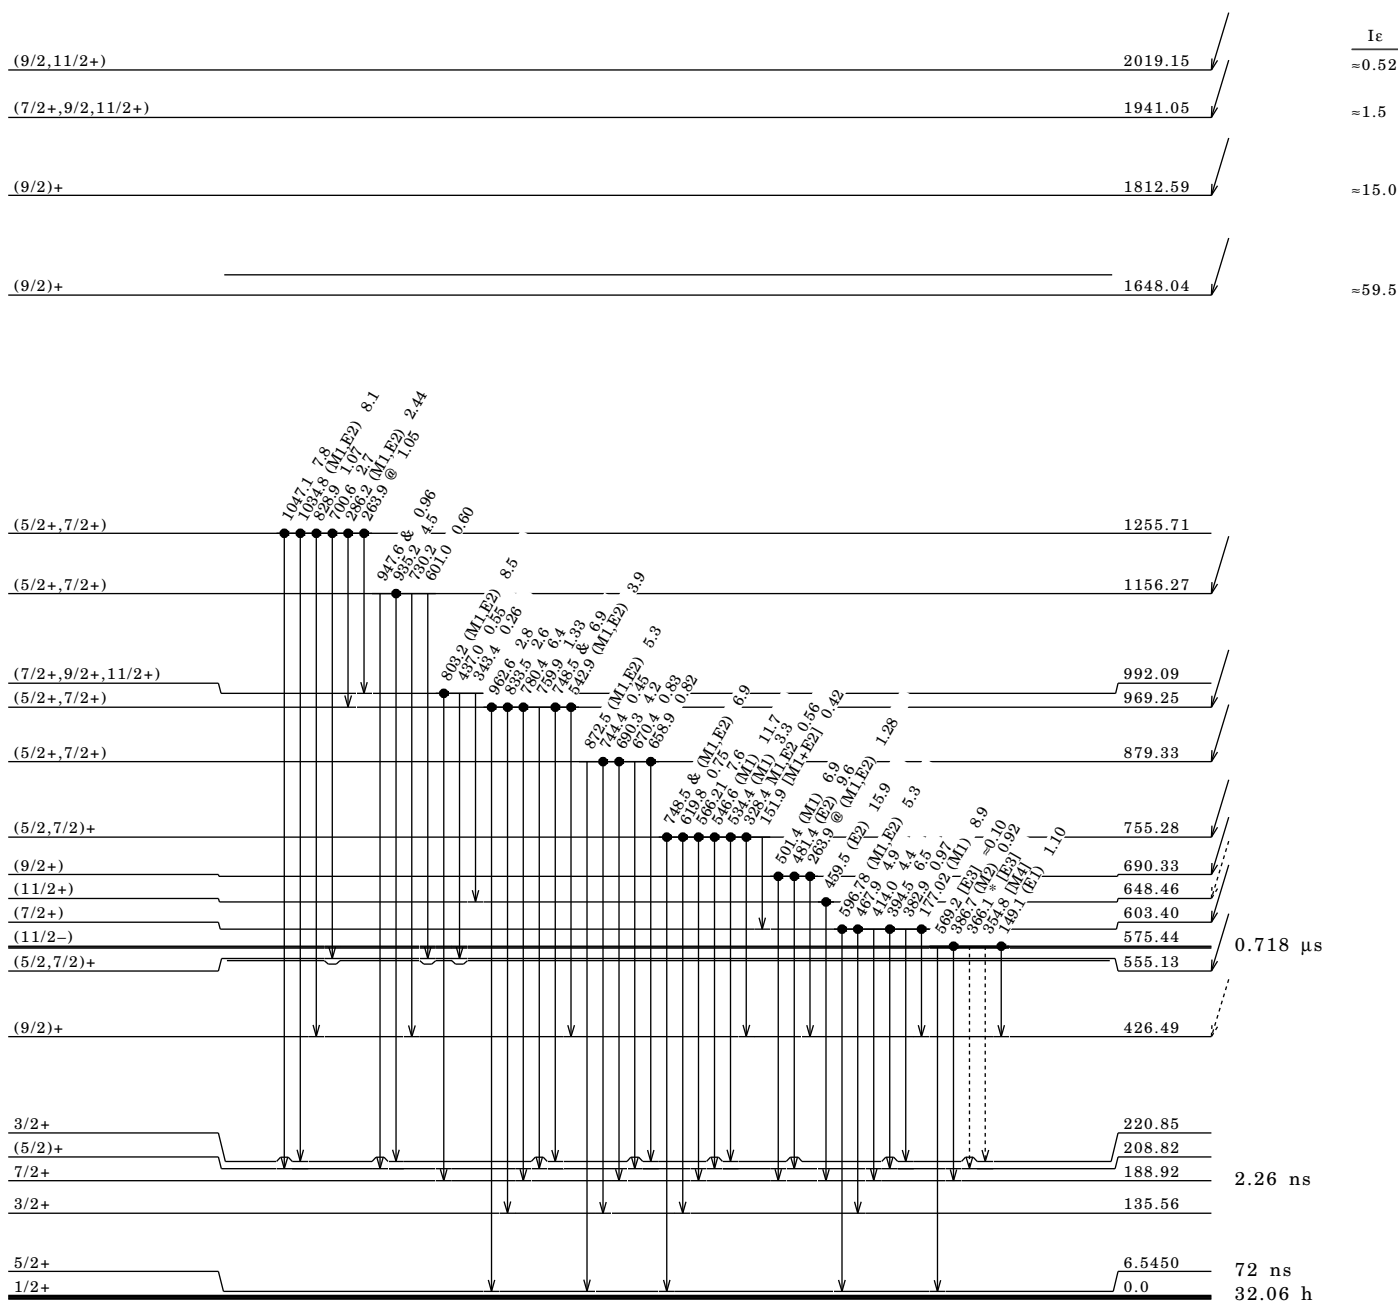 Iε
(9/2,11/2+) 2019.15 ≈0.52
(7/2+,9/2,11/2+) 1941.05 ≈1.5
(9/2)+ 1812.59 ≈15.0
(9/2)+ 1648.04 ≈59.5
1047.1 7.8
1034.8 (M1,E2) 8.1
828.9 1.07
700.6 2.7
286.2 (M1,E2) 2.44
263.9 @ 1.05
(5/2+,7/2+) 1255.71
947.6 & 0.96
935.2 4.5
730.2
601.0 0.60
(5/2+,7/2+) 1156.27
803.2 (M1,E2) 8.5
437.0 0.55
343.4 0.26
(7/2+,9/2+,11/2+) 992.09
962.6 2.8
833.5 2.6
780.4 6.4
759.9 1.33
748.5 & 6.9
542.9 (M1,E2) 3.9
(5/2+,7/2+) 969.25
872.5 (M1,E2) 5.3
744.4 0.45
690.3 4.2
670.4 0.83
658.9 0.82
(5/2+,7/2+) 879.33
748.5 & (M1,E2) 6.9
619.8 0.75
566.21 7.6
546.6 (M1) 11.7
534.4 (M1) 3.3
328.4 M1,E2 0.56
151.9 [M1+E2] 0.42
(5/2,7/2)+ 755.28
501.4 (M1) 6.9
481.4 (E2) 9.6
263.9 @ (M1,E2) 1.28
(9/2+) 690.33
459.5 (E2) 15.9
(11/2+) 648.46
596.78 (M1,E2) 5.3
467.9 4.9
414.0 4.4
394.5 6.5
382.9 0.97
177.02 (M1) 8.9
(7/2+) 603.40
569.2 [E3] ≈0.10
386.7 (M2) 0.92
366.1 * [E3]
354.8 [M4]
149.1 (E1) 1.10
(11/2−) 575.44 0.718 µs
(5/2,7/2)+ 555.13
(9/2)+ 426.49
3/2+ 220.85
(5/2)+ 208.82
7/2+ 188.92 2.26 ns
3/2+ 135.56
5/2+ 6.5450 72 ns
1/2+ 0.0 32.06 h